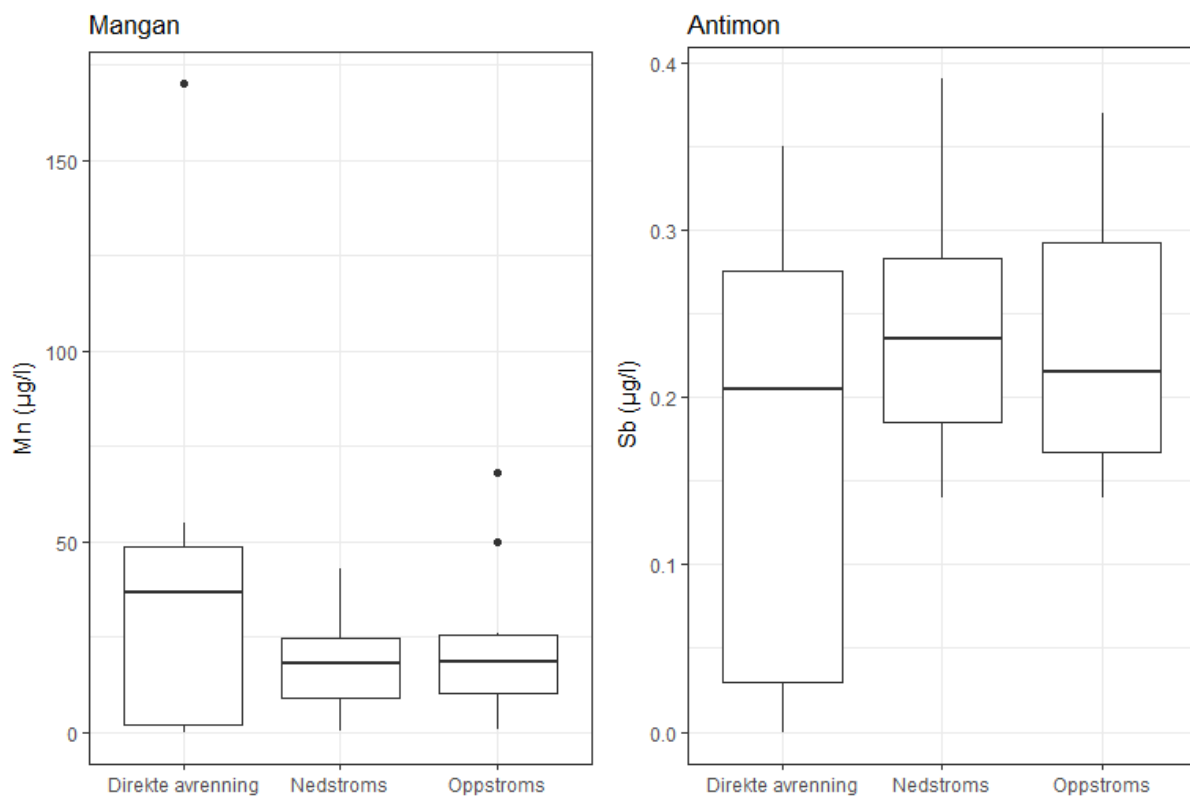 Mangan
Mn (µg/l)
150
100
50
0
Direkte avrenning Nedstroms Oppstroms
Antimon
Sb (µg/l)
0.4
0.3
0.2
0.1
0.0
Direkte avrenning Nedstroms Oppstroms